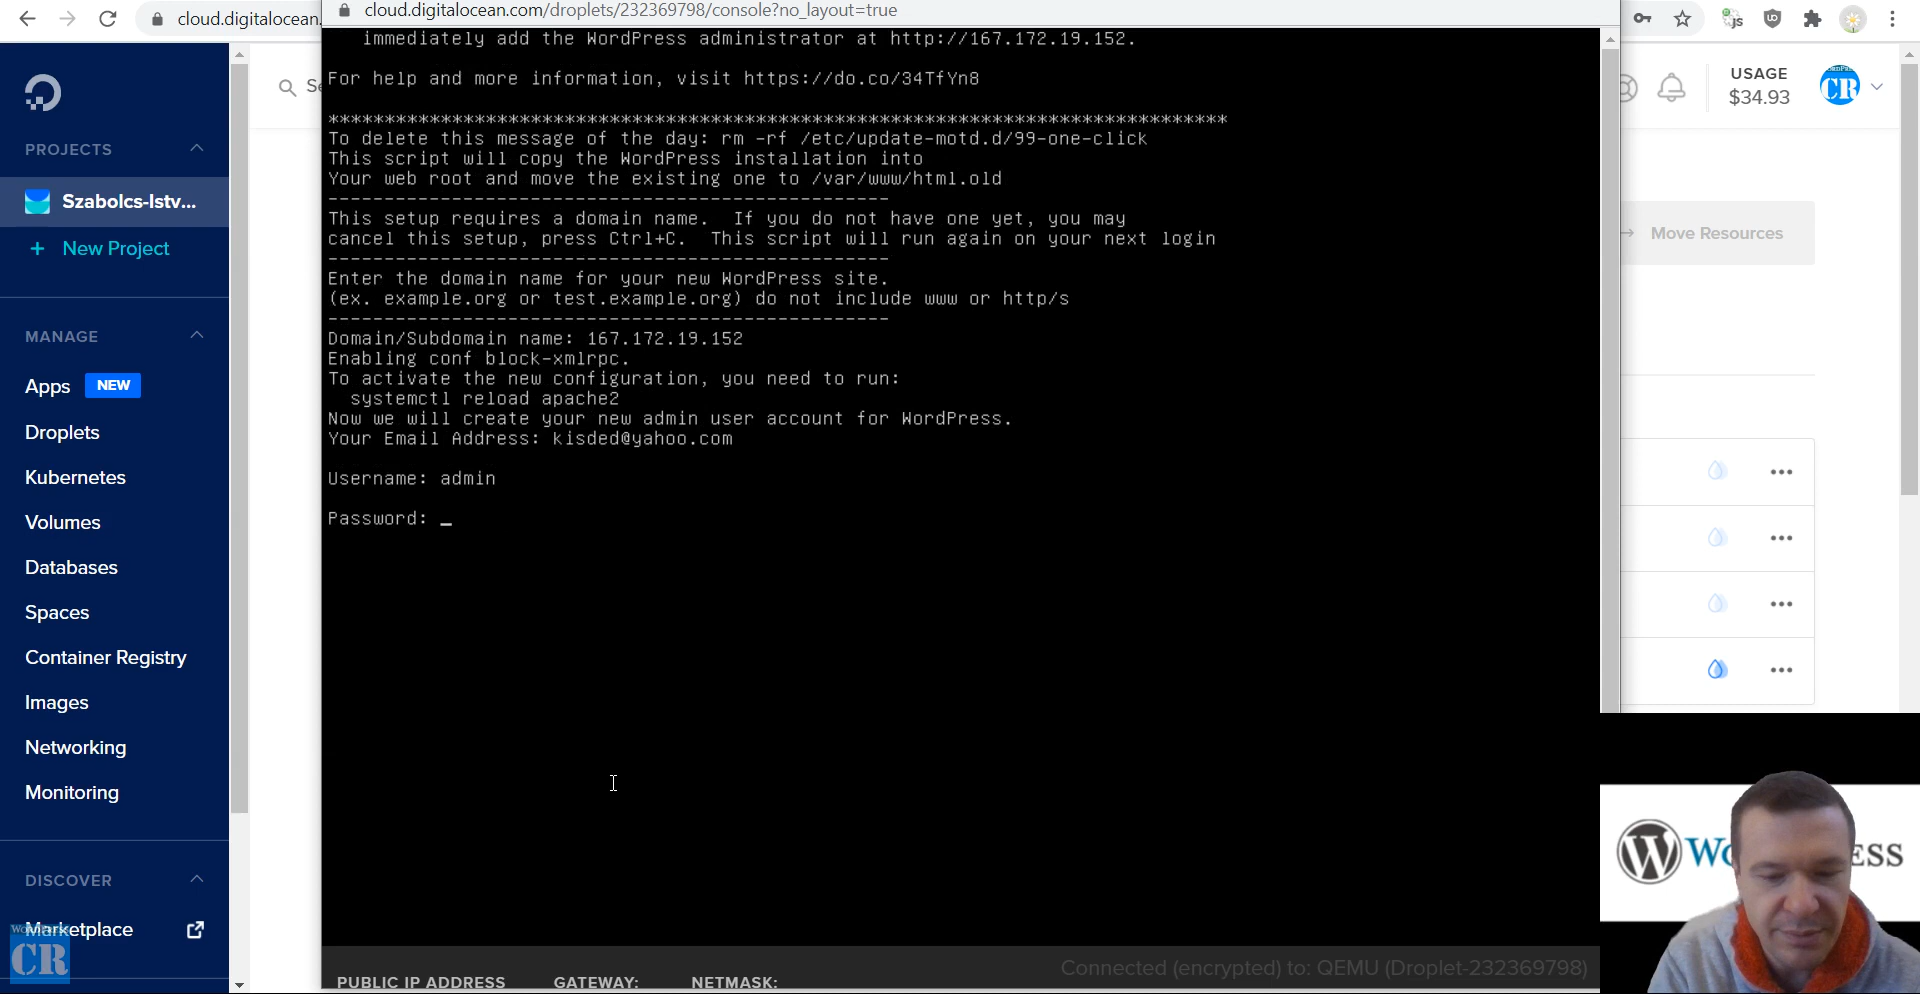 cloud.digitalocean.
cloud.digitalocean.com/droplets/232369798/console?no_layout=true
PROJECTS
Szabolcs-Istv...
+ New Project
MANAGE
Apps NEW
Droplets
Kubernetes
Volumes
Databases
Spaces
Container Registry
Images
Networking
Monitoring
DISCOVER
Marketplace
CR
Se
immediately add the WordPress administrator at http://167.172.19.152.
For help and more information, visit https://do.co/34TfYn8
********************************************************************************
To delete this message of the day: rm -rf /etc/update-motd.d/99-one-click
This script will copy the WordPress installation into
Your web root and move the existing one to /var/www/html.old
--------------------------------------------------
This setup requires a domain name.  If you do not have one yet, you may
cancel this setup, press Ctrl+C.  This script will run again on your next login
--------------------------------------------------
Enter the domain name for your new WordPress site.
(ex. example.org or test.example.org) do not include www or http/s
--------------------------------------------------
Domain/Subdomain name: 167.172.19.152
Enabling conf block-xmlrpc.
To activate the new configuration, you need to run:
systemctl reload apache2
Now we will create your new admin user account for WordPress.
Your Email Address: kisded@yahoo.com
Username: admin
Password: _
Connected (encrypted) to: QEMU (Droplet-232369798)
PUBLIC IP ADDRESS GATEWAY: NETMASK:
JS
USAGE
$34.93
CR
Move Resources
W Wo ESS